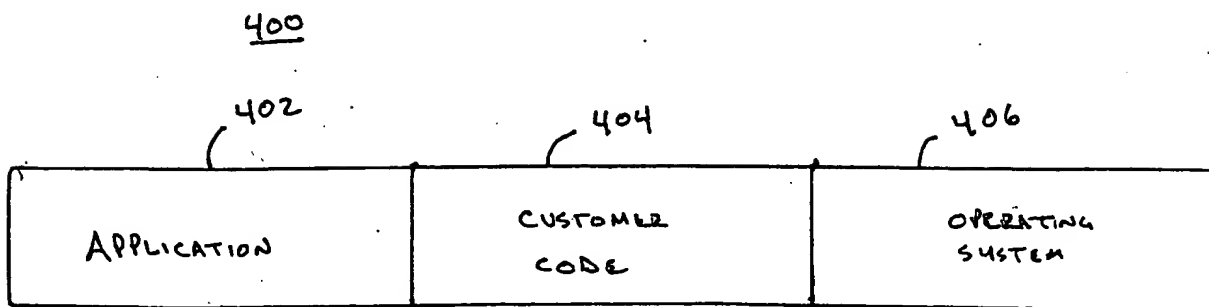 400
402
404
406
APPLICATION
CUSTOMER
CODE
OPERATING
SYSTEM